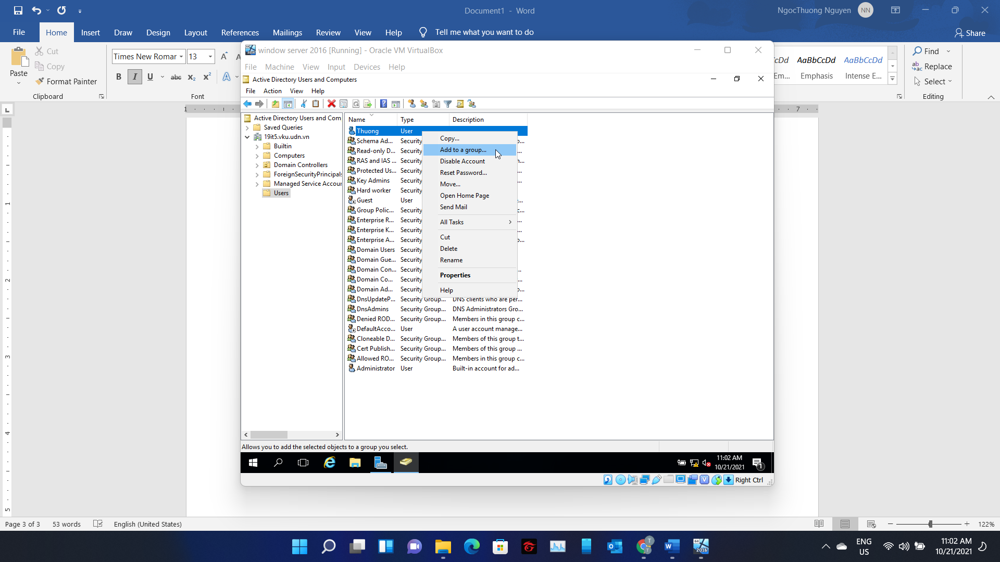 Document1 - Word
NgocThuong Nguyen
NN
File Home Insert Draw Design Layout References Mailings Review View Help Tell me what you want to do
Share
Paste
Cut
Copy
Format Painter
Clipboard
Times New Romar 13
B I U abc x₂ x² A
Font
AaBbCcDd AaBbCcDd
Em... Emphasis Intense E...
Find
Replace
Select
Editing
window server 2016 [Running] - Oracle VM VirtualBox
File Machine View Input Devices Help
Active Directory Users and Computers
File Action View Help
Active Directory Users and Com
Saved Queries
19it5.vku.udn.vn
Builtin
Computers
Domain Controllers
ForeignSecurityPrincipals
Managed Service Accour
Users
Name Type Description
Thuong User
Schema Ad... Security
Read-only D... Security
RAS and IAS ... Security
Protected Us... Security
Key Admins Security
Hard worker Security
Guest User
Group Polic... Security
Enterprise R... Security
Enterprise K... Security
Enterprise A... Security
Domain Users Security
Domain Gue... Security
Domain Con... Security
Domain Co... Security
Domain Ad... Security
DnsUpdateP... Security Group... DNS clients who are per...
DnsAdmins Security Group... DNS Administrators Gro...
Denied ROD... Security Group... Members in this group c...
DefaultAcco... User A user account manage...
Cloneable D... Security Group... Members of this group t...
Cert Publish... Security Group... Members of this group ...
Allowed RO... Security Group... Members in this group c...
Administrator User Built-in account for ad...
Copy...
Add to a group...
Disable Account
Reset Password...
Move...
Open Home Page
Send Mail
All Tasks
Cut
Delete
Rename
Properties
Help
Allows you to add the selected objects to a group you select.
11:02 AM
10/21/2021
1
Right Ctrl
Page 3 of 3 53 words English (United States)
122%
ENG
US
11:02 AM
10/21/2021